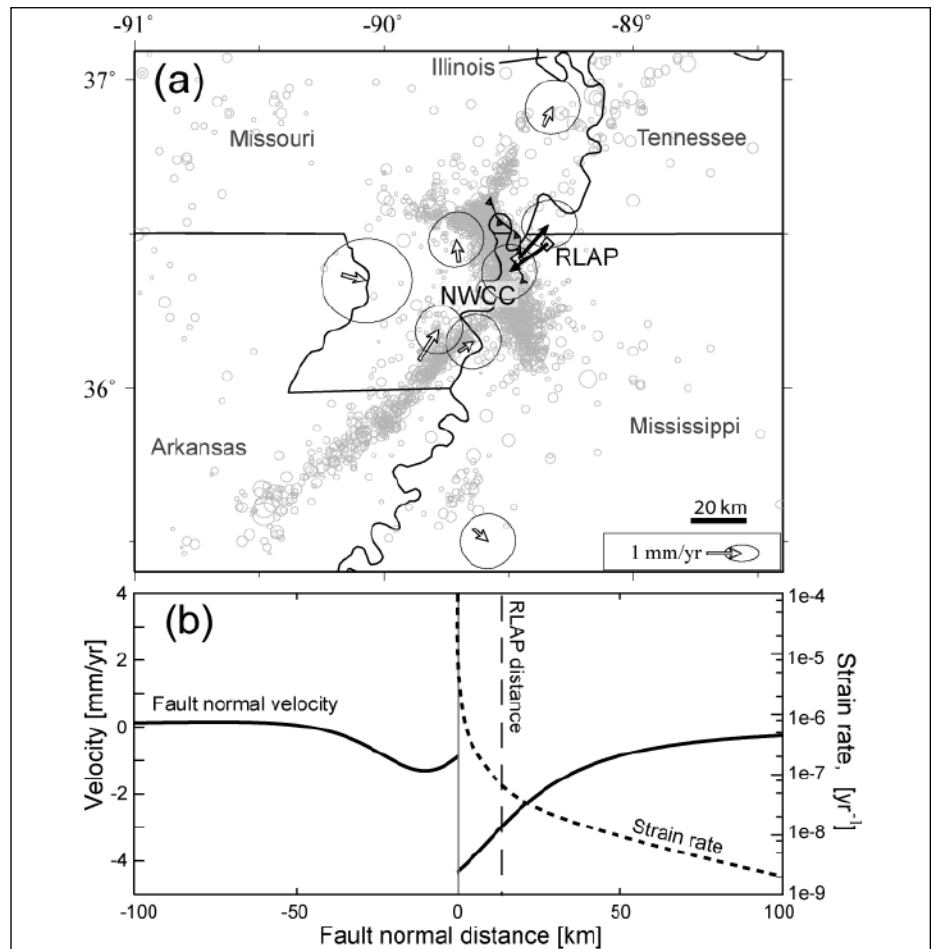 -91°
-90°
-89°
37°
(a)
Illinois
Missouri
Tennessee
RLAP
NWCC
36°
Arkansas
Mississippi
20 km
1 mm/yr
4
1e-4
(b)
RLAP distance
2
1e-5
Fault normal velocity
0
1e-6
Velocity [mm/yr]
Strain rate, [yr-1]
-2
1e-7
Strain rate
1e-8
-4
1e-9
-100
-50
0
50
100
Fault normal distance [km]